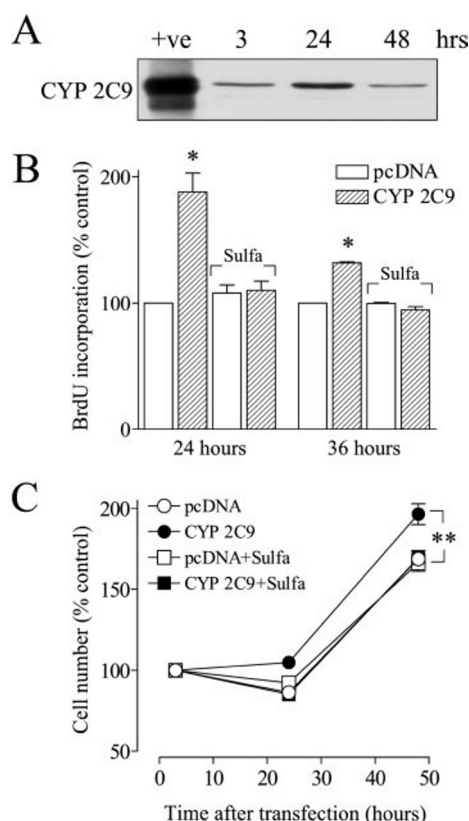 A
+ve 3 24 48 hrs
CYP 2C9
B
BrdU incorporation (% control)
200
100
0
*
Sulfa
*
Sulfa
pcDNA
CYP 2C9
24 hours
36 hours
C
Cell number (% control)
200
150
100
50
pcDNA
CYP 2C9
pcDNA+Sulfa
CYP 2C9+Sulfa
**
0 10 20 30 40 50
Time after transfection (hours)